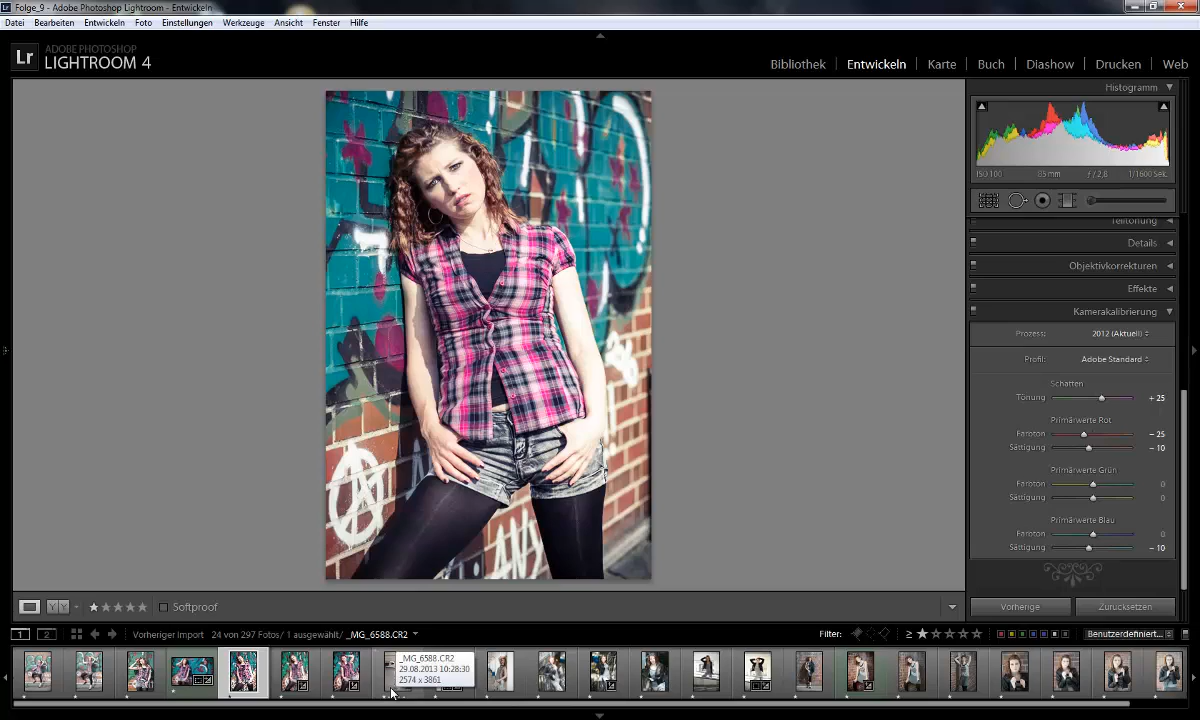 Folge_9 - Adobe Photoshop Lightroom - Entwickeln
Datei Bearbeiten Entwickeln Foto Einstellungen Werkzeuge Ansicht Fenster Hilfe
Lr ADOBE PHOTOSHOP
LIGHTROOM 4
Bibliothek Entwickeln Karte Buch Diashow Drucken Web
Histogramm
ISO 100 85 mm f / 2,8 1/1600 Sek.
Teiltonung
Details
Objektivkorrekturen
Effekte
Kamerakalibrierung
Prozess: 2012 (Aktuell)
Profil: Adobe Standard
Schatten
Tönung + 25
Primärwerte Rot
Farbton - 25
Sättigung - 10
Primärwerte Grün
Farbton 0
Sättigung 0
Primärwerte Blau
Farbton 0
Sättigung - 10
YY Softproof
Vorherige Zurücksetzen
1 2 Vorheriger Import 24 von 297 Fotos/ 1 ausgewählt/ _MG_6588.CR2
Filter: ≥ Benutzerdefiniert...
_MG_6588.CR2
29.08.2013 10:28:30
2574 x 3861